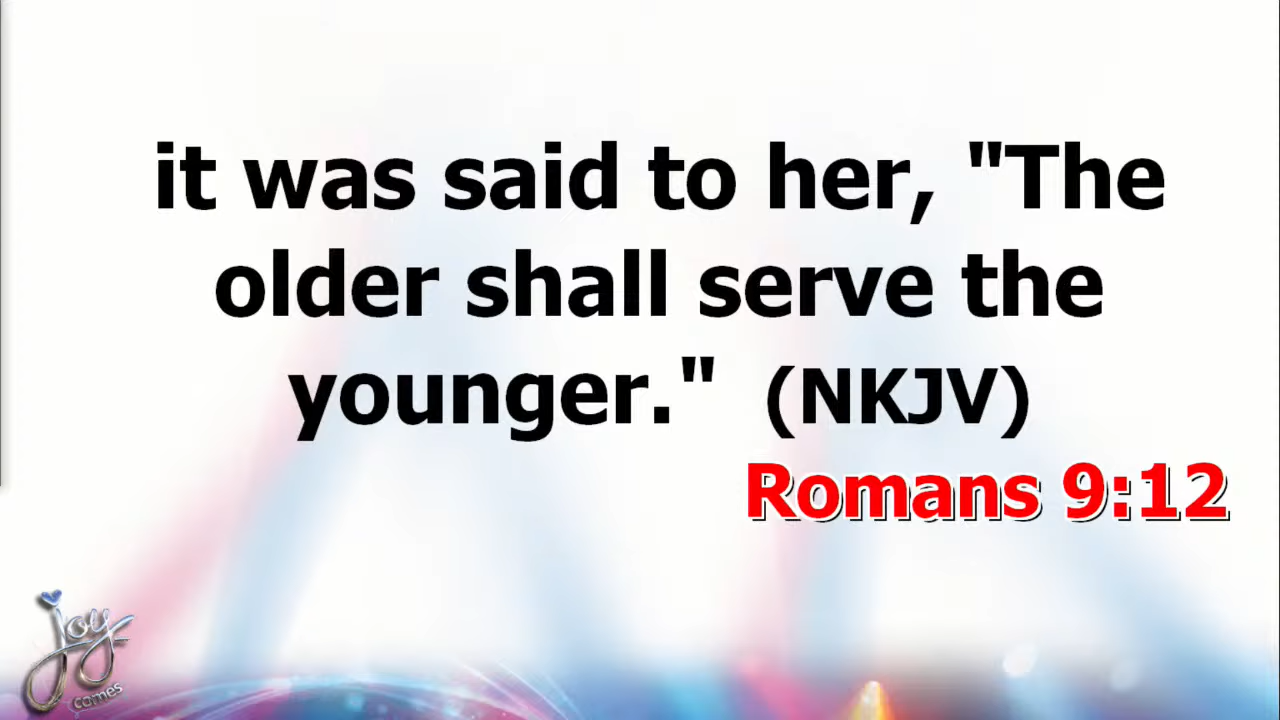 it was said to her, "The
older shall serve the
younger." (NKJV)
Romans 9:12
joy
comes